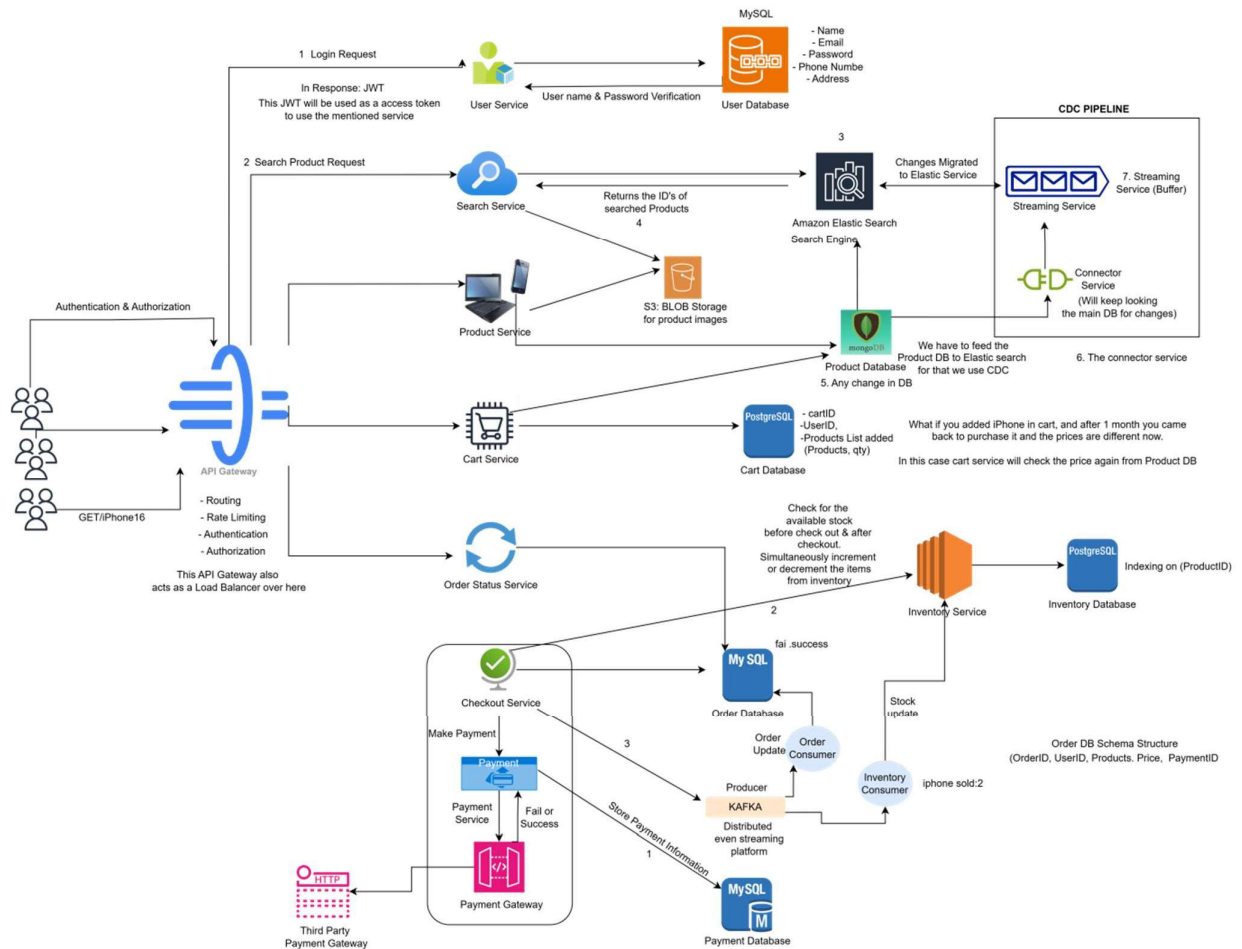 MySQL
- Name
- Email
- Password
- Phone Numbe
- Address
1 Login Request
In Response: JWT
This JWT will be used as a access token
to use the mentioned service
User Service
User name & Password Verification
User Database
CDC PIPELINE
2 Search Product Request
Search Service
Returns the ID's of
searched Products
4
3
Amazon Elastic Search
Search Engine
Changes Migrated
to Elastic Service
Streaming Service
7. Streaming
Service (Buffer)
Connector
Service
(Will keep looking
the main DB for changes)
6. The connector service
Authentication & Authorization
Product Service
S3: BLOB Storage
for product images
mongoDB
Product Database
5. Any change in DB
We have to feed the
Product DB to Elastic search
for that we use CDC
API Gateway
GET/iPhone16
- Routing
- Rate Limiting
- Authentication
- Authorization
This API Gateway also
acts as a Load Balancer over here
Cart Service
PostgreSQL
Cart Database
- cartID
-UserID,
-Products List added
(Products, qty)
What if you added iPhone in cart, and after 1 month you came
back to purchase it and the prices are different now.
In this case cart service will check the price again from Product DB
Order Status Service
Check for the
available stock
before check out & after
checkout.
Simultaneously increment
or decrement the items
from inventory
2
Inventory Service
PostgreSQL
Inventory Database
Indexing on (ProductID)
Checkout Service
fai .success
My SQL
Order Database
Stock
update
Make Payment
3
Order
Update
Order
Consumer
Inventory
Consumer
iphone sold:2
Order DB Schema Structure
(OrderID, UserID, Products. Price, PaymentID
Payment
Payment
Service
Fail or
Success
Producer
KAFKA
Distributed
even streaming
platform
Store Payment Information
1
HTTP
Third Party
Payment Gateway
</>
Payment Gateway
MySQL
M
Payment Database